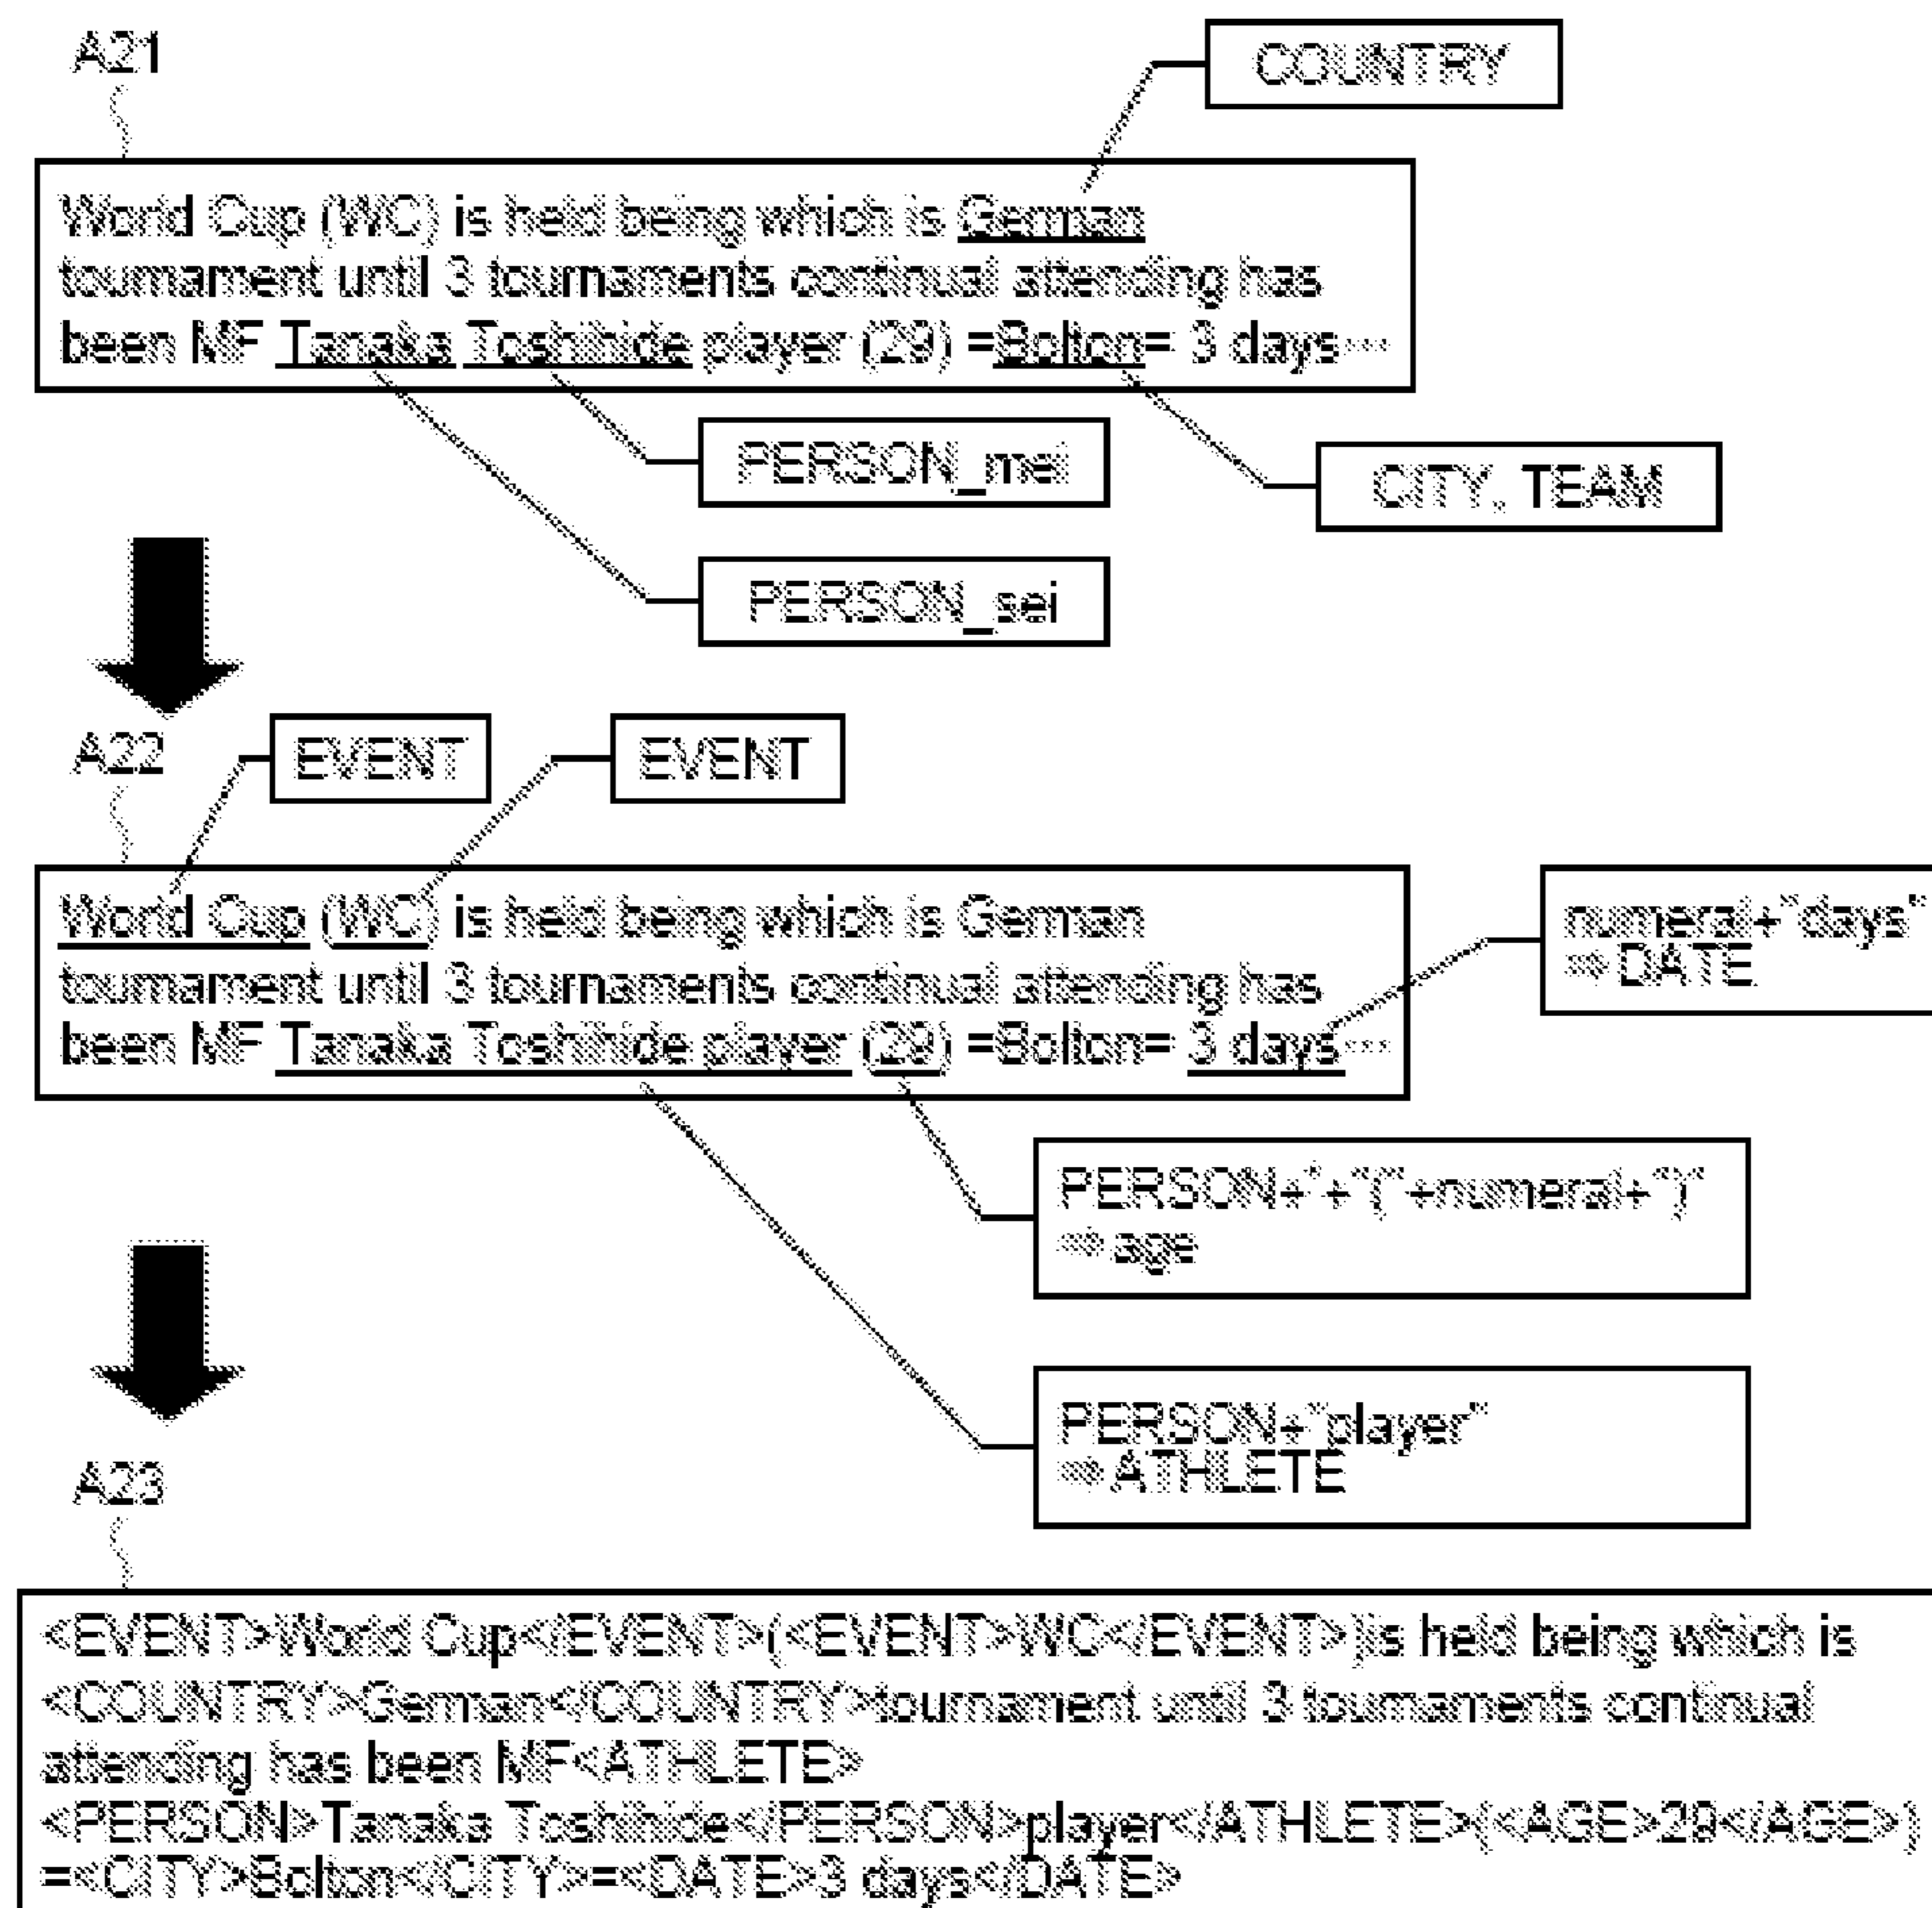 A21
COUNTRY
World Cup (WC) is held being which is German
tournament until 3 tournaments continual attending has
been MF Tanaka Toshihide player (29) =Bolton= 3 days…
PERSON_mei
CITY, TEAM
PERSON_sei
A22
EVENT
EVENT
World Cup (WC) is held being which is German
tournament until 3 tournaments continual attending has
been MF Tanaka Toshihide player (29) =Bolton= 3 days…
numeral+"days"
⇒DATE
PERSON+*+"("+numeral+")"
⇒age
PERSON+"player"
⇒ATHLETE
A23
<EVENT>World Cup</EVENT>(<EVENT>WC</EVENT>)is held being which is
<COUNTRY>German</COUNTRY>tournament until 3 tournaments continual
attending has been MF<ATHLETE>
<PERSON>Tanaka Toshihide</PERSON>player</ATHLETE>(<AGE>29</AGE>)
=<CITY>Bolton</CITY>=<DATE>3 days</DATE>